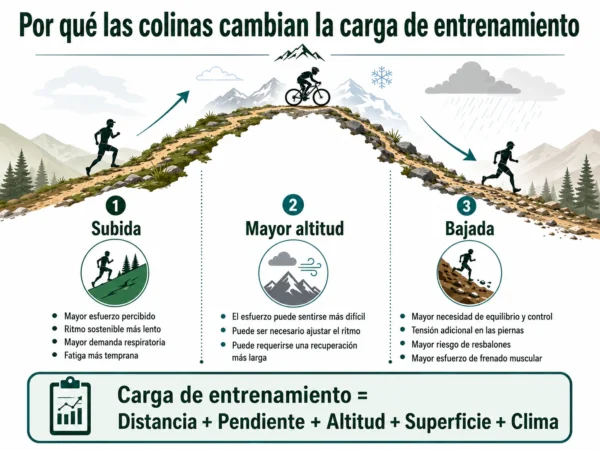 Por qué las colinas cambian la carga de entrenamiento
1
Subida
Mayor esfuerzo percibido
Ritmo sostenible más lento
Mayor demanda respiratoria
Fatiga más temprana
2
Mayor altitud
El esfuerzo puede sentirse más difícil
Puede ser necesario ajustar el ritmo
Puede requerirse una recuperación
más larga
3
Bajada
Mayor necesidad de equilibrio y control
Tensión adicional en las piernas
Mayor riesgo de resbalones
Mayor esfuerzo de frenado muscular
Carga de entrenamiento =
Distancia + Pendiente + Altitud + Superficie + Clima